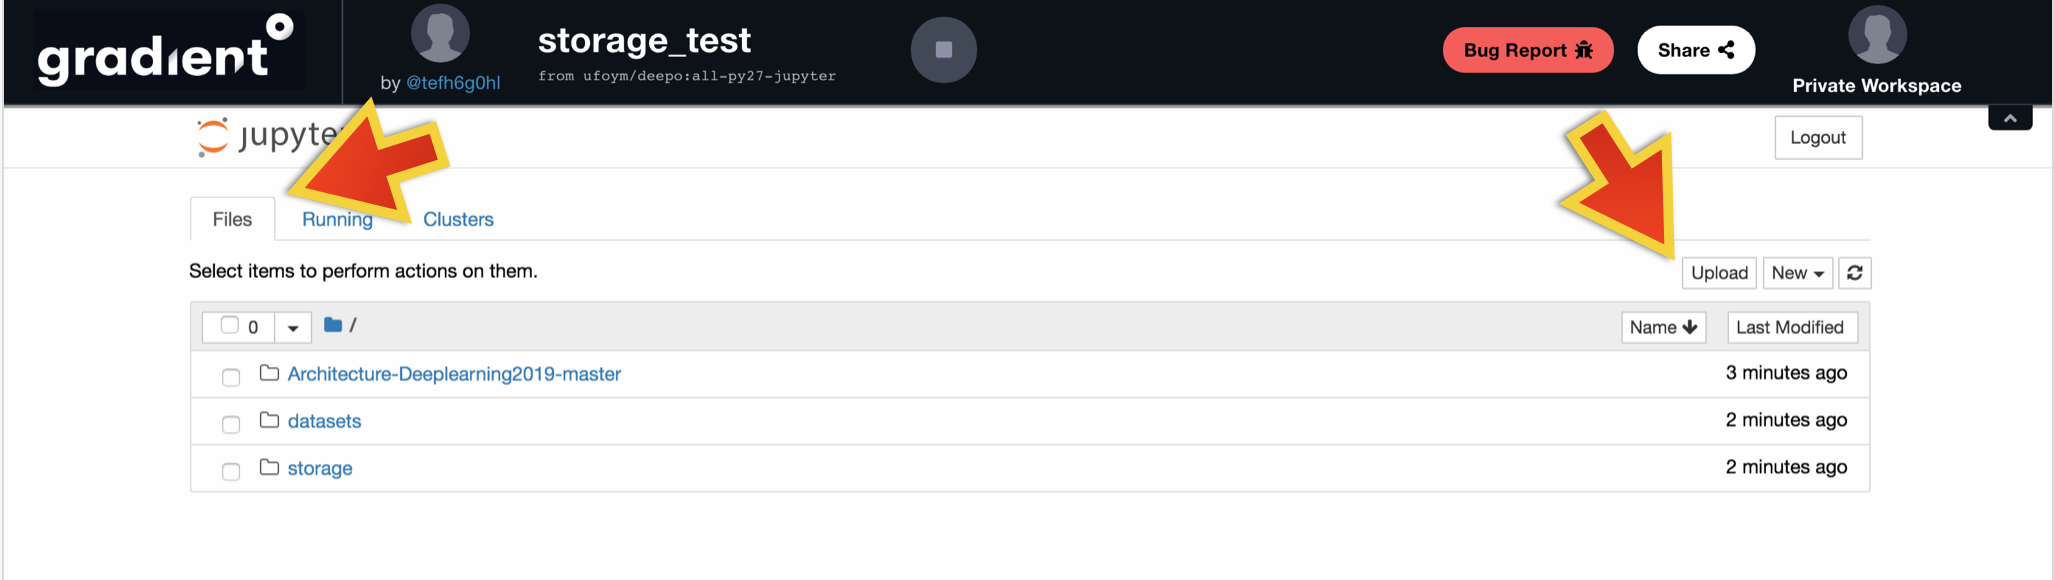 gradient
by @tefh6g0hl
storage_test
from ufoym/deepo:all-py27-jupyter
Bug Report
Share
Private Workspace
Logout
Files Running Clusters
Select items to perform actions on them.
Upload New
0 /
Name Last Modified
Architecture-Deeplearning2019-master 3 minutes ago
datasets 2 minutes ago
storage 2 minutes ago